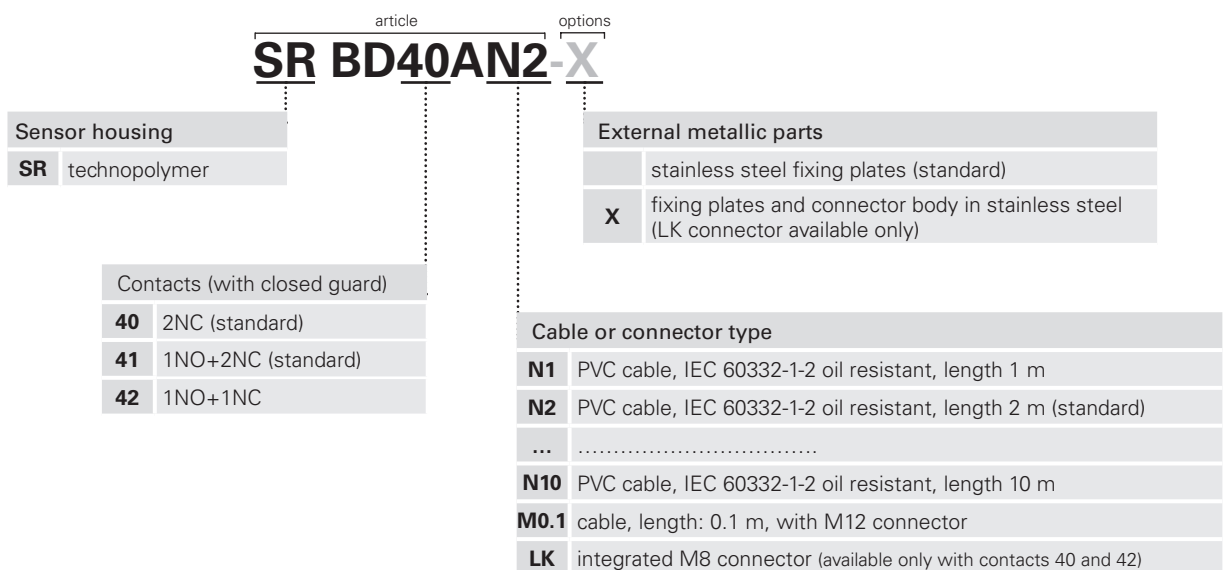 article options
SR BD40AN2-X
Sensor housing
SR technopolymer
External metallic parts
stainless steel fixing plates (standard)
X fixing plates and connector body in stainless steel
(LK connector available only)
Contacts (with closed guard)
40 2NC (standard)
41 1NO+2NC (standard)
42 1NO+1NC
Cable or connector type
N1 PVC cable, IEC 60332-1-2 oil resistant, length 1 m
N2 PVC cable, IEC 60332-1-2 oil resistant, length 2 m (standard)
... ..................................
N10 PVC cable, IEC 60332-1-2 oil resistant, length 10 m
M0.1 cable, length: 0.1 m, with M12 connector
LK integrated M8 connector (available only with contacts 40 and 42)